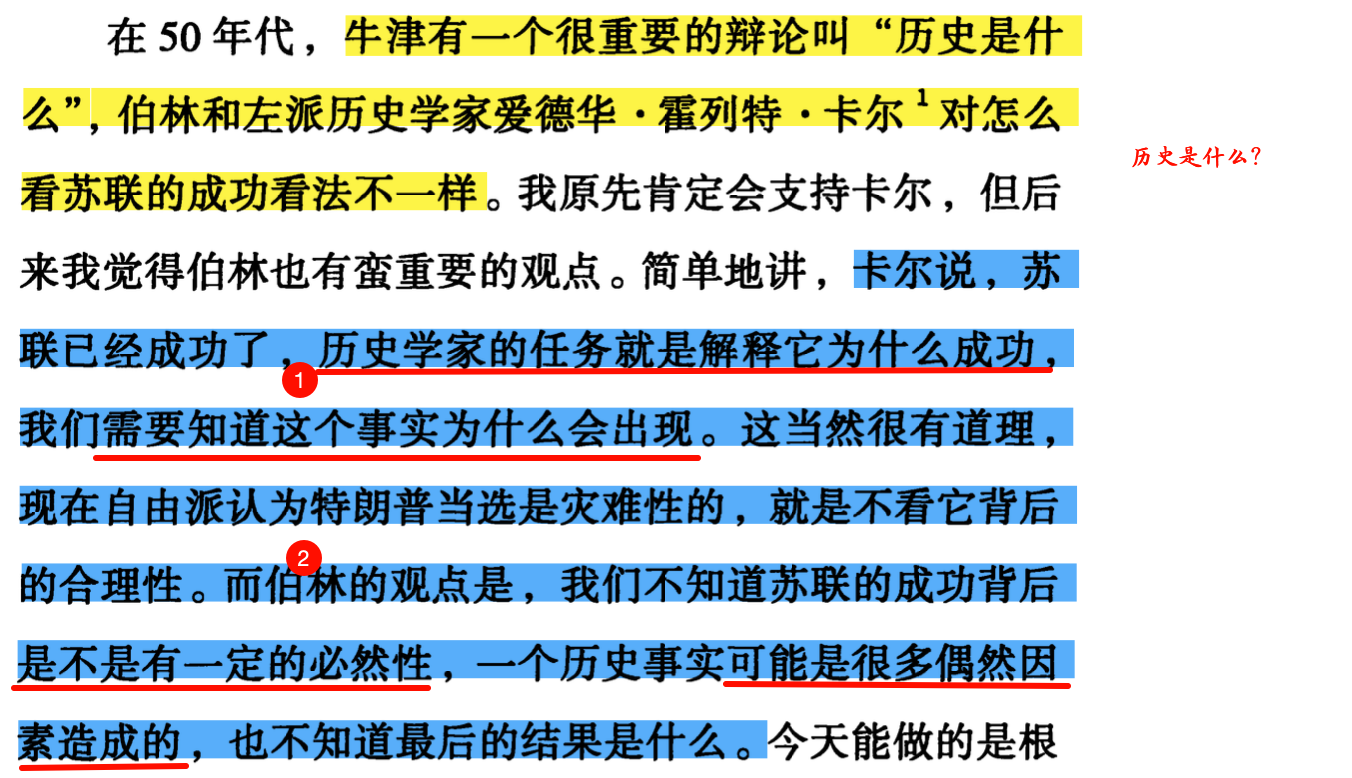 在 50 年代，牛津有一个很重要的辩论叫“历史是什
么”，伯林和左派历史学家爱德华·霍列特·卡尔1对怎么
看苏联的成功看法不一样。我原先肯定会支持卡尔，但后
来我觉得伯林也有蛮重要的观点。简单地讲，卡尔说，苏
联已经成功了，历史学家的任务就是解释它为什么成功，
我们需要知道这个事实为什么会出现。这当然很有道理，
现在自由派认为特朗普当选是灾难性的，就是不看它背后
的合理性。而伯林的观点是，我们不知道苏联的成功背后
是不是有一定的必然性，一个历史事实可能是很多偶然因
素造成的，也不知道最后的结果是什么。今天能做的是根
历史是什么？
1
2